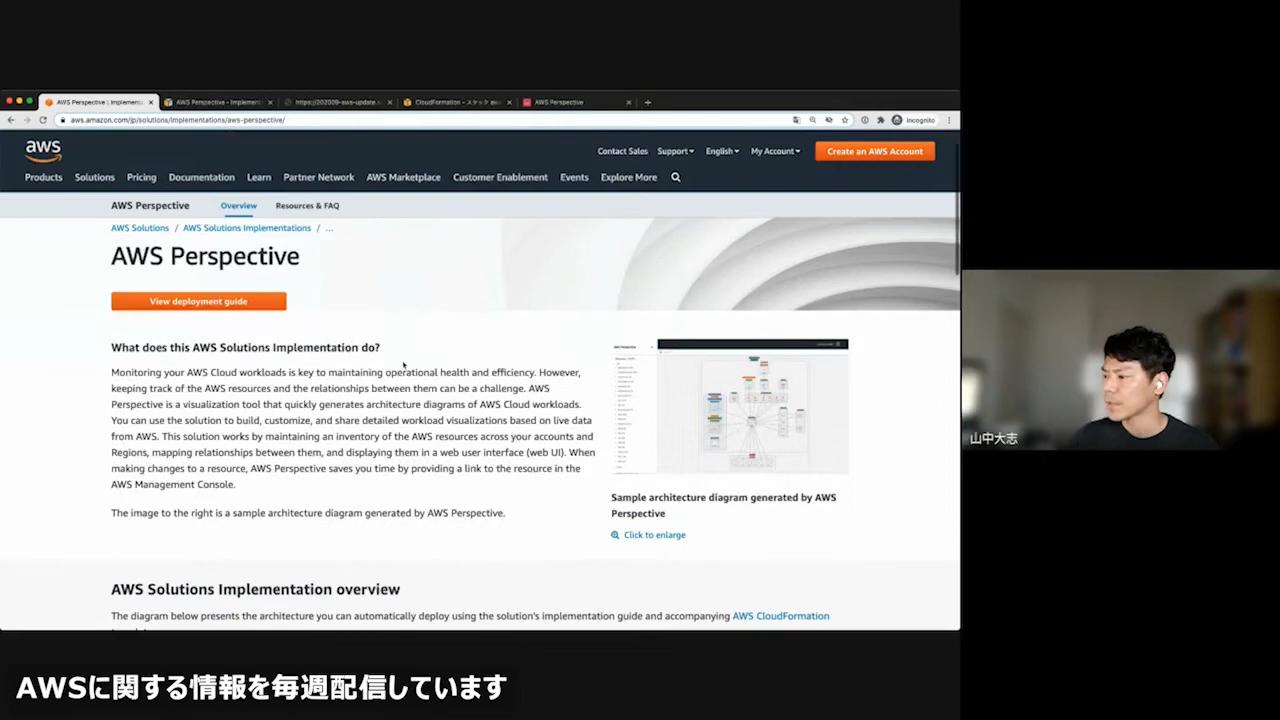 AWS Perspective | Implementa
AWS Perspective - Implement
https://202009-aws-update.s
CloudFormation - スタック
AWS Perspective
aws.amazon.com/jp/solutions/implementations/aws-perspective/
Incognito
aws
Contact Sales Support English My Account Create an AWS Account
Products Solutions Pricing Documentation Learn Partner Network AWS Marketplace Customer Enablement Events Explore More
AWS Perspective Overview Resources & FAQ
AWS Solutions / AWS Solutions Implementations / ...
AWS Perspective
View deployment guide
What does this AWS Solutions Implementation do?
Monitoring your AWS Cloud workloads is key to maintaining operational health and efficiency. However,
keeping track of the AWS resources and the relationships between them can be a challenge. AWS
Perspective is a visualization tool that quickly generates architecture diagrams of AWS Cloud workloads.
You can use the solution to build, customize, and share detailed workload visualizations based on live data
from AWS. This solution works by maintaining an inventory of the AWS resources across your accounts and
Regions, mapping relationships between them, and displaying them in a web user interface (web UI). When
making changes to a resource, AWS Perspective saves you time by providing a link to the resource in the
AWS Management Console.
The image to the right is a sample architecture diagram generated by AWS Perspective.
Sample architecture diagram generated by AWS
Perspective
Click to enlarge
AWS Solutions Implementation overview
The diagram below presents the architecture you can automatically deploy using the solution's implementation guide and accompanying AWS CloudFormation
山中大志
AWSに関する情報を毎週配信しています